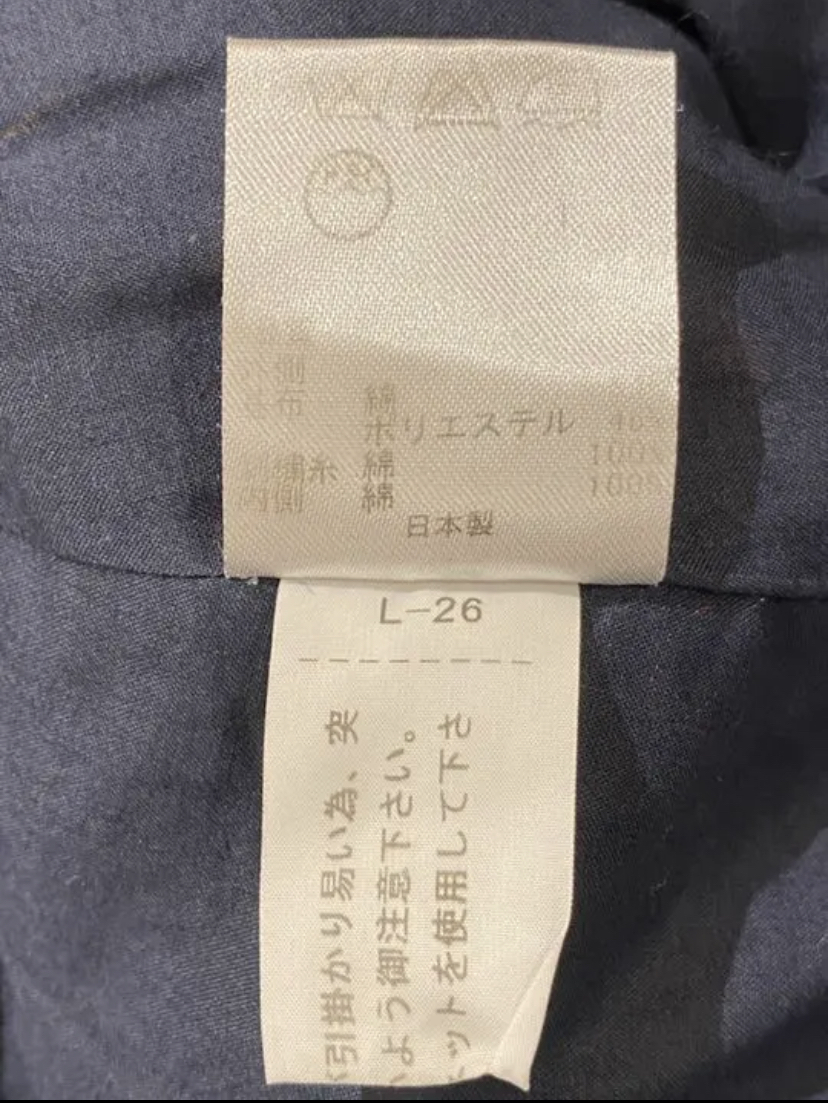 布 綿
ポリエステル 46%
糸 綿 100%
内側 綿 100%
日本製
L-26
引掛かり易い為、突
よう御注意下さい。
ットを使用して下さ